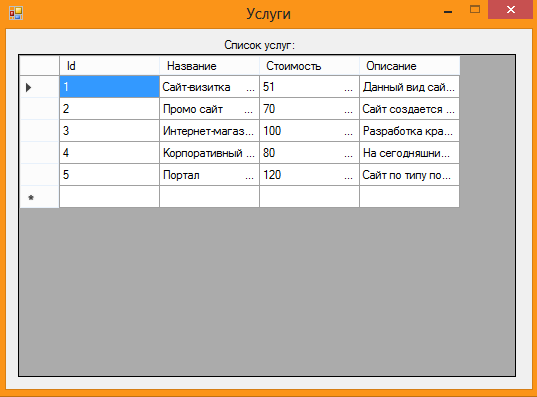 Услуги
Список услуг:
Id Название Стоимость Описание
1 Сайт-визитка ... 51 ... Данный вид сай...
2 Промо сайт ... 70 ... Сайт создается ...
3 Интернет-магаз... 100 ... Разработка кра...
4 Корпоративный ... 80 ... На сегодняшни...
5 Портал ... 120 ... Сайт по типу по...